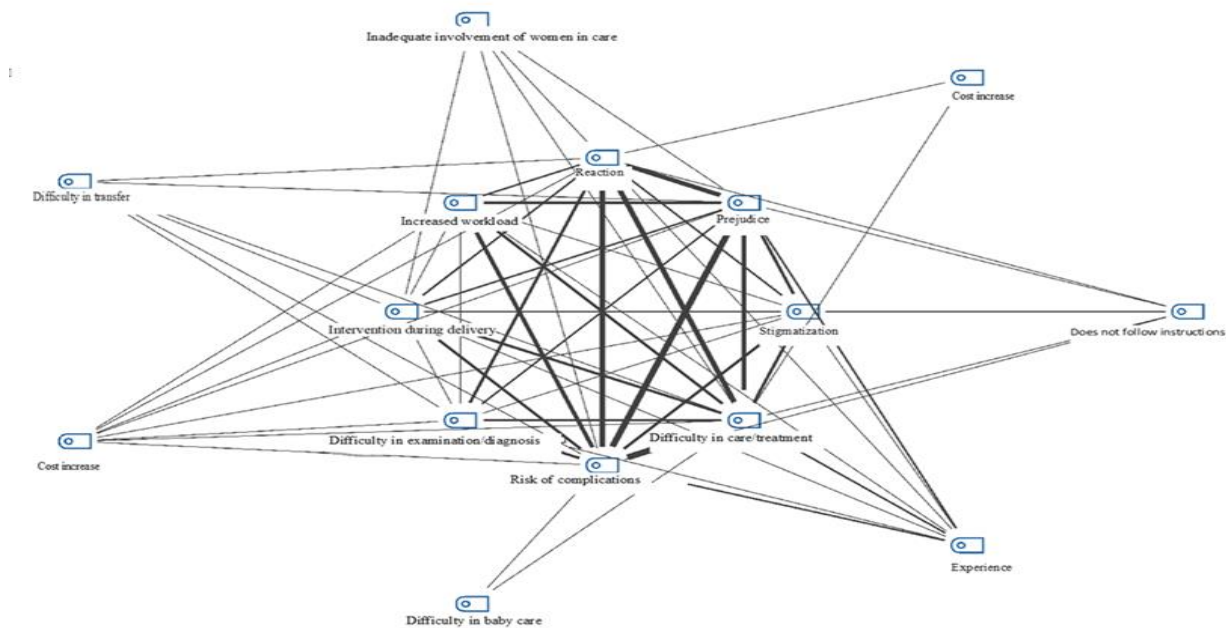 Inadequate involvement of women in care
Cost increase
Reaction
Difficulty in transfer
Increased workload
Prejudice
Intervention during delivery
Stigmatization
Does not follow instructions
Difficulty in examination/diagnosis
Difficulty in care/treatment
Cost increase
Risk of complications
Experience
Difficulty in baby care